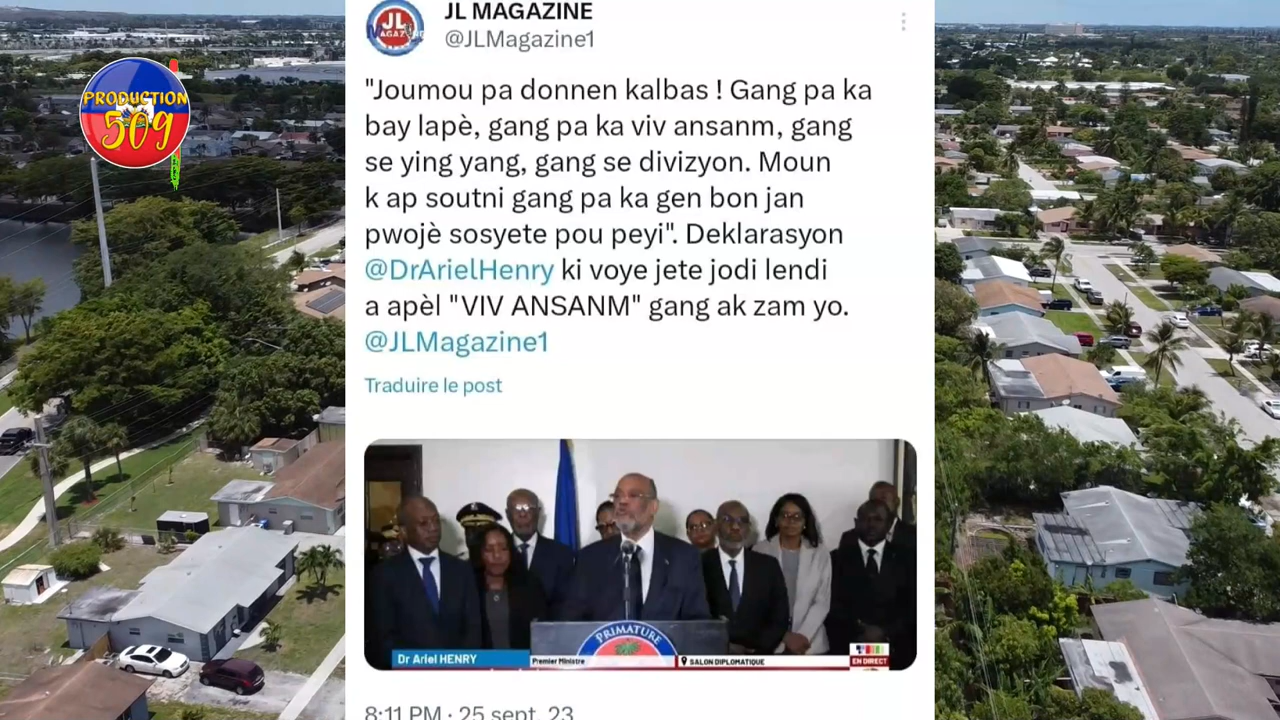 JL MAGAZINE
@JLMagazine1
JL
MAGAZINE
PRODUCTION
509
"Joumou pa donnen kalbas ! Gang pa ka
bay lapè, gang pa ka viv ansanm, gang
se ying yang, gang se divizyon. Moun
k ap soutni gang pa ka gen bon jan
pwojè sosyete pou peyi". Deklarasyon
@DrArielHenry ki voye jete jodi lendi
a apèl "VIV ANSANM" gang ak zam yo.
@JLMagazine1
Traduire le post
PRIMATURE
Dr Ariel HENRY
Premier Ministre
SALON DIPLOMATIQUE
EN DIRECT
8:11 PM · 25 sept. 23